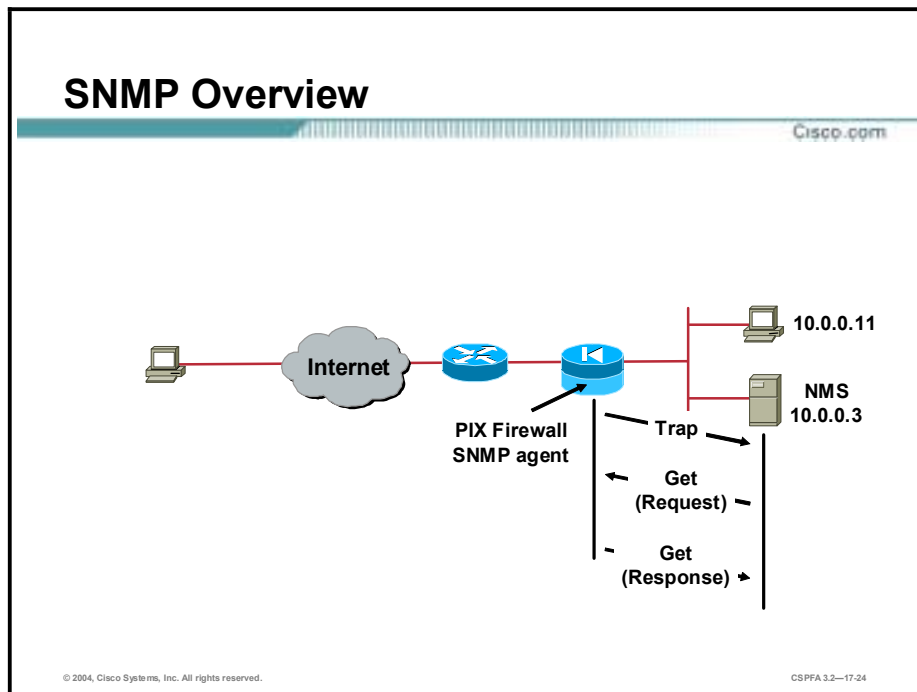 SNMP Overview
Cisco.com
Internet
10.0.0.11
NMS
10.0.0.3
PIX Firewall
SNMP agent
Trap
Get
(Request)
Get
(Response)
© 2004, Cisco Systems, Inc. All rights reserved.
CSPFA 3.2—17-24